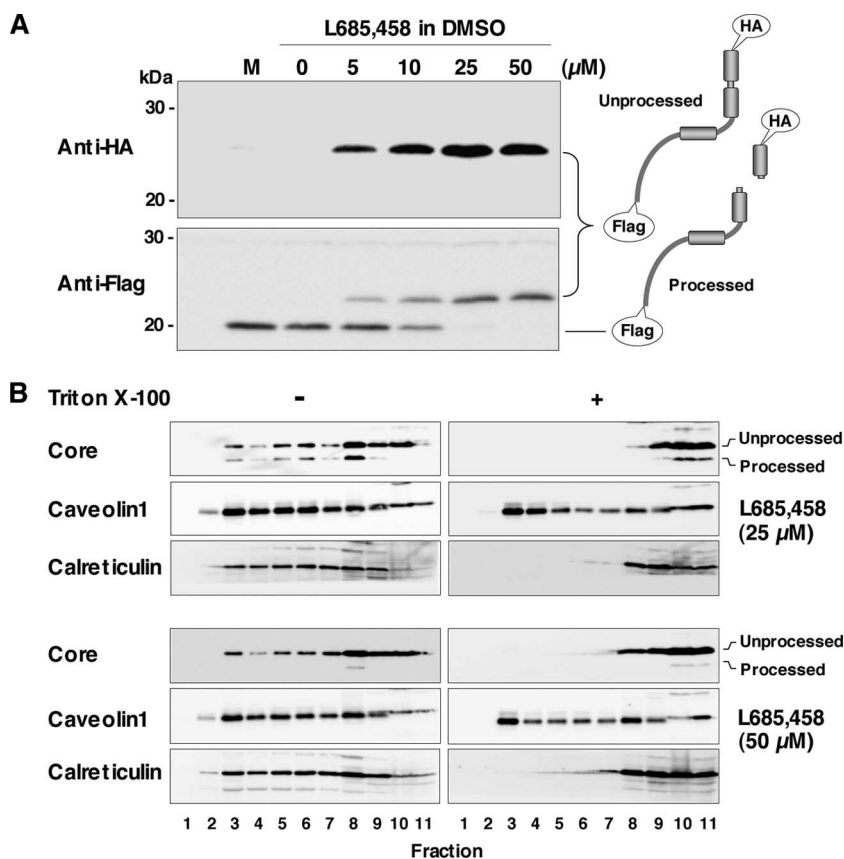 A
L685,458 in DMSO
kDa M 0 5 10 25 50 (µM)
30 -
Anti-HA
20 -
30 -
Anti-Flag
20 -
HA
Unprocessed
HA
Flag
Processed
Flag
B
Triton X-100 - +
Core
Unprocessed
Processed
Caveolin1
L685,458
(25 µM)
Calreticulin
Core
Unprocessed
Processed
Caveolin1
L685,458
(50 µM)
Calreticulin
1 2 3 4 5 6 7 8 9 10 11 1 2 3 4 5 6 7 8 9 10 11
Fraction